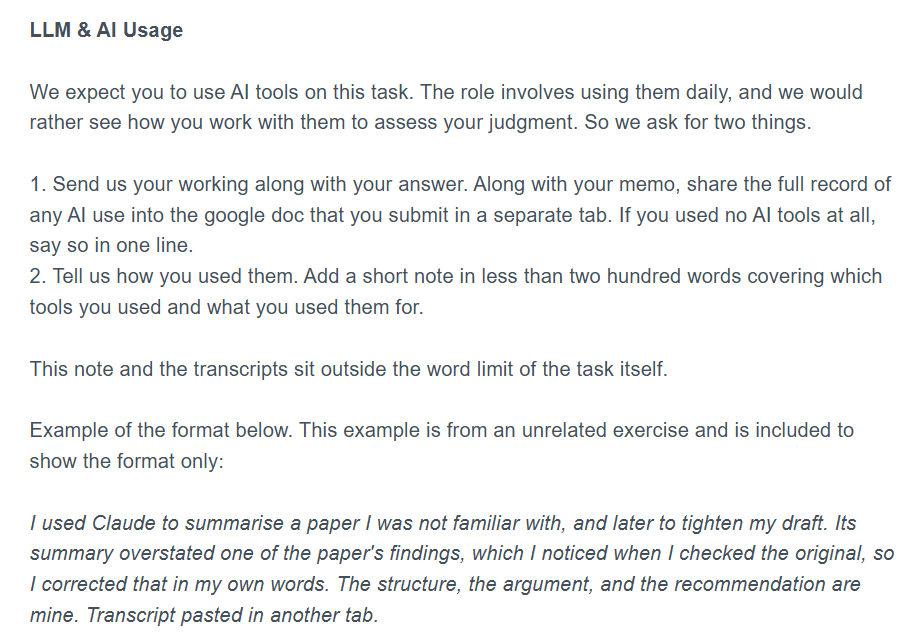 LLM & AI Usage
We expect you to use AI tools on this task. The role involves using them daily, and we would
rather see how you work with them to assess your judgment. So we ask for two things.
1. Send us your working along with your answer. Along with your memo, share the full record of
any AI use into the google doc that you submit in a separate tab. If you used no AI tools at all,
say so in one line.
2. Tell us how you used them. Add a short note in less than two hundred words covering which
tools you used and what you used them for.
This note and the transcripts sit outside the word limit of the task itself.
Example of the format below. This example is from an unrelated exercise and is included to
show the format only:
I used Claude to summarise a paper I was not familiar with, and later to tighten my draft. Its
summary overstated one of the paper's findings, which I noticed when I checked the original, so
I corrected that in my own words. The structure, the argument, and the recommendation are
mine. Transcript pasted in another tab.